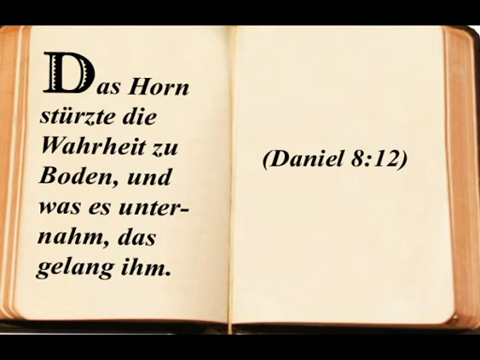 Das Horn
stürzte die
Wahrheit zu
Boden, und
was es unter-
nahm, das
gelang ihm.
(Daniel 8:12)